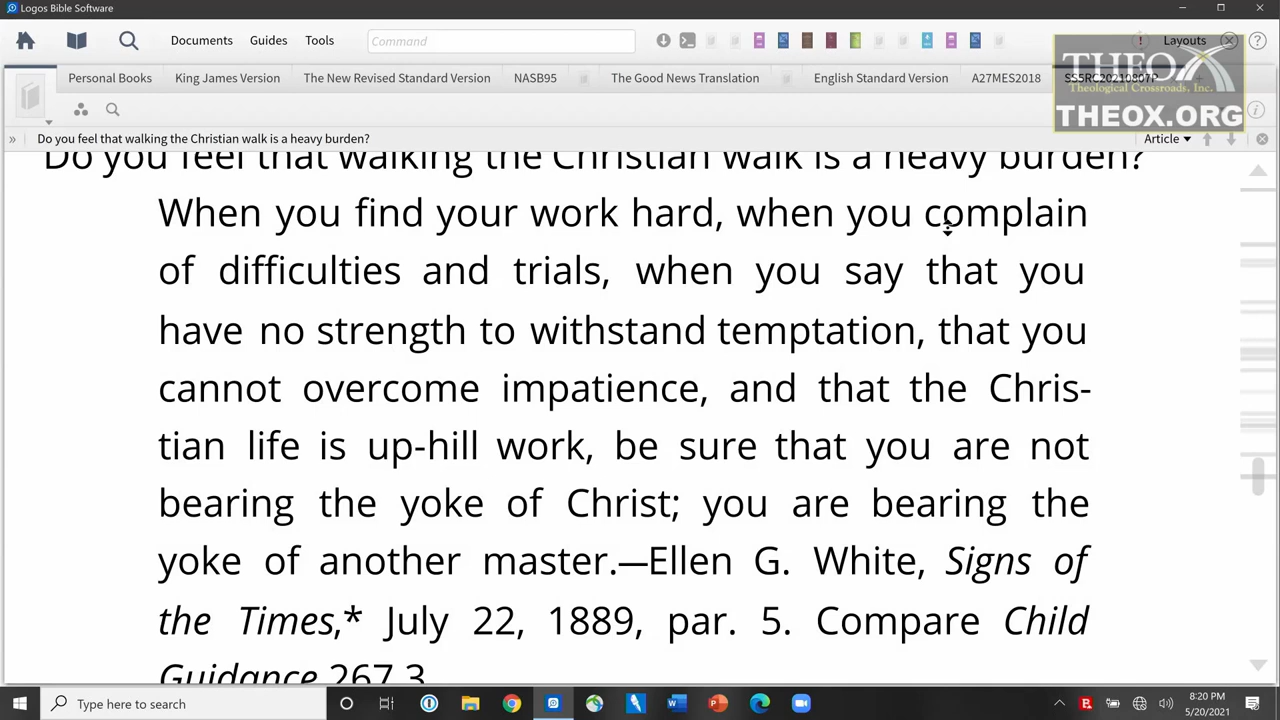 Logos Bible Software
Documents Guides Tools Command Layouts
Personal Books King James Version The New Revised Standard Version NASB95 The Good News Translation English Standard Version A27MES2018 SS5RC20210807P
THEOX
Theological Crossroads, Inc.
THEOX.ORG
Do you feel that walking the Christian walk is a heavy burden? Article
Do you feel that walking the Christian walk is a heavy burden?
When you find your work hard, when you complain
of difficulties and trials, when you say that you
have no strength to withstand temptation, that you
cannot overcome impatience, and that the Chris-
tian life is up-hill work, be sure that you are not
bearing the yoke of Christ; you are bearing the
yoke of another master.—Ellen G. White, Signs of
the Times,* July 22, 1889, par. 5. Compare Child
Guidance 267.3
Type here to search
8:20 PM
5/20/2021